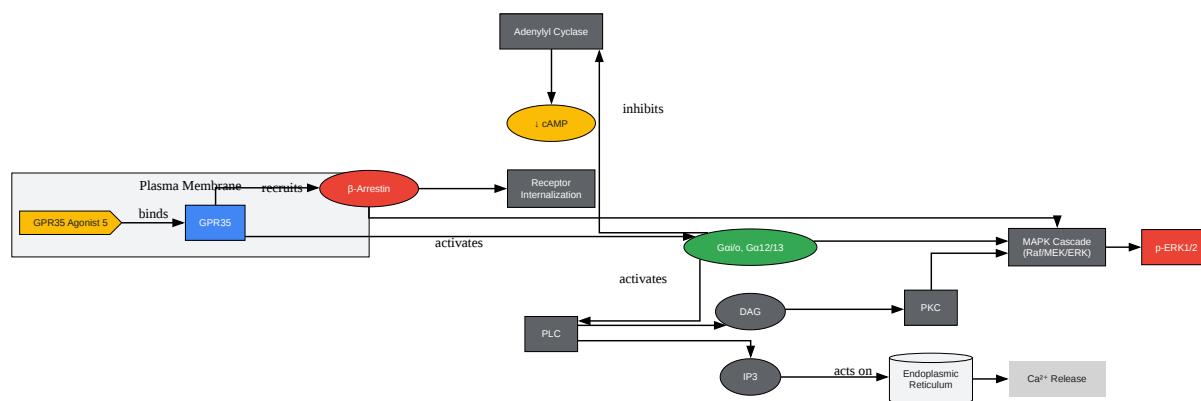 Adenylyl Cyclase
inhibits
↓ cAMP
Plasma Membrane
recruits
β-Arrestin
Receptor
Internalization
GPR35 Agonist 5
binds
GPR35
activates
Gαi/o, Gα12/13
MAPK Cascade
(Raf/MEK/ERK)
p-ERK1/2
activates
DAG
PKC
PLC
IP3
acts on
Endoplasmic
Reticulum
Ca²⁺ Release